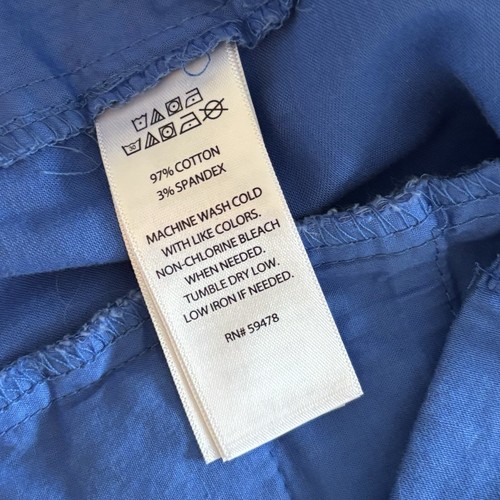 97% COTTON
3% SPANDEX
MACHINE WASH COLD
WITH LIKE COLORS.
NON-CHLORINE BLEACH
WHEN NEEDED.
TUMBLE DRY LOW.
LOW IRON IF NEEDED.
RN# 59478